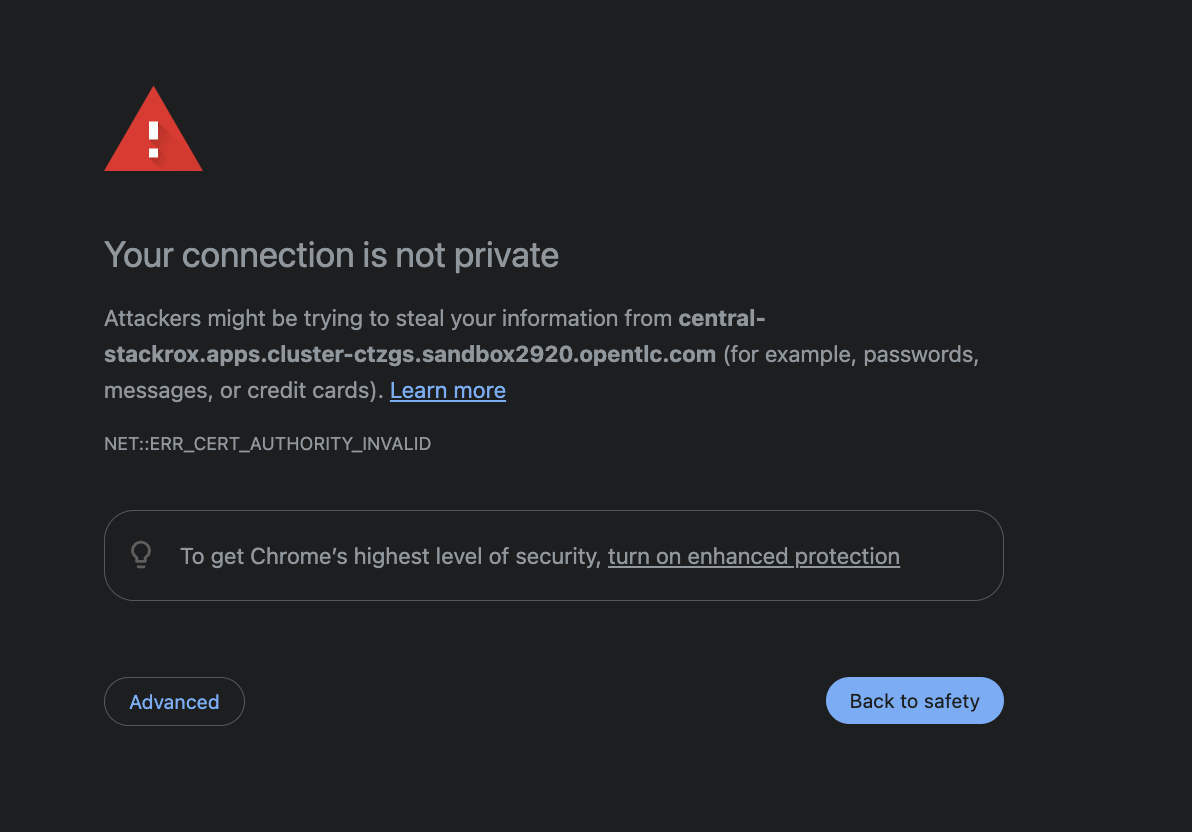 Your connection is not private
Attackers might be trying to steal your information from central-
stackrox.apps.cluster-ctzgs.sandbox2920.opentlc.com (for example, passwords,
messages, or credit cards). Learn more
NET::ERR_CERT_AUTHORITY_INVALID
To get Chrome’s highest level of security, turn on enhanced protection
Advanced
Back to safety